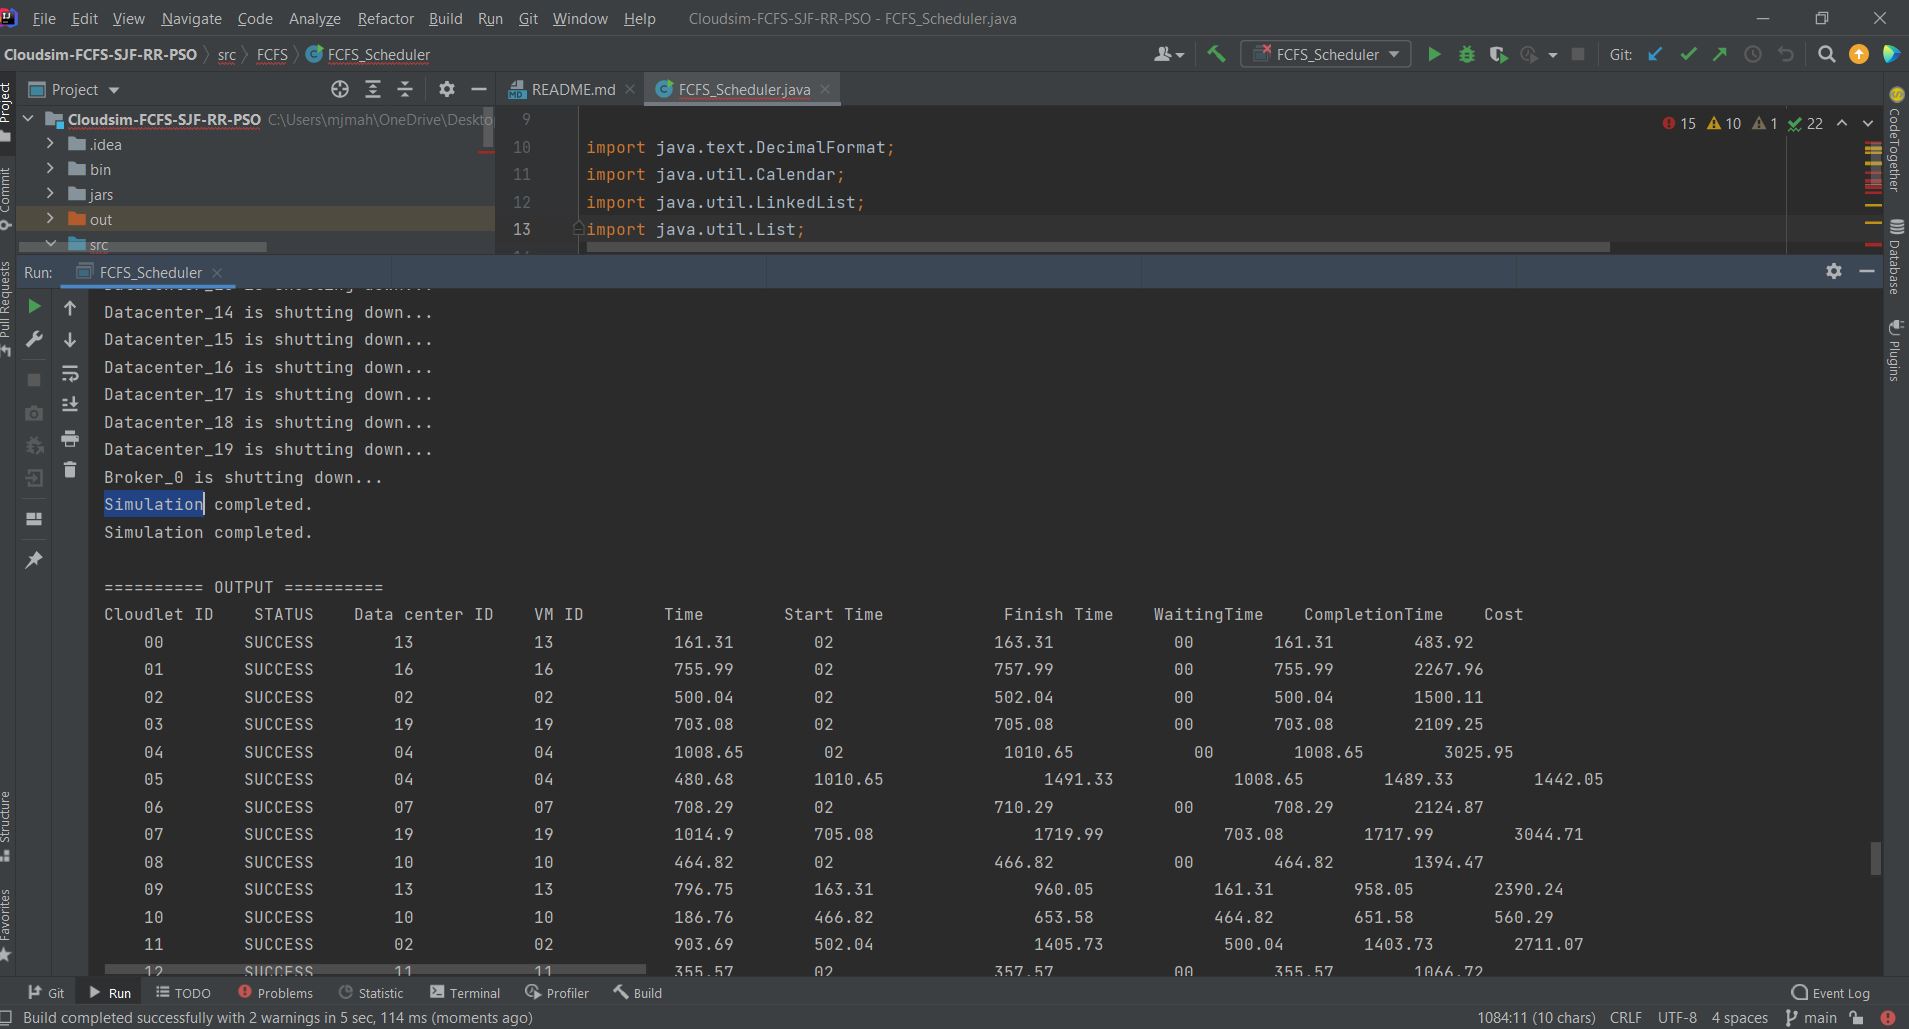 File Edit View Navigate Code Analyze Refactor Build Run Git Window Help Cloudsim-FCFS-SJF-RR-PSO - FCFS_Scheduler.java
Cloudsim-FCFS-SJF-RR-PSO src FCFS FCFS_Scheduler FCFS_Scheduler Git:
Project README.md FCFS_Scheduler.java
Cloudsim-FCFS-SJF-RR-PSO C:\Users\mjmah\OneDrive\Deskto
.idea
bin
jars
out
src
9
10 import java.text.DecimalFormat;
11 import java.util.Calendar;
12 import java.util.LinkedList;
13 import java.util.List;
15 10 1 22
Project
Commit
Pull Requests
Structure
Favorites
CodeTogether
Database
Plugins
Run: FCFS_Scheduler
Datacenter_14 is shutting down...
Datacenter_15 is shutting down...
Datacenter_16 is shutting down...
Datacenter_17 is shutting down...
Datacenter_18 is shutting down...
Datacenter_19 is shutting down...
Broker_0 is shutting down...
Simulation completed.
Simulation completed.
========== OUTPUT ==========
Cloudlet ID STATUS Data center ID VM ID Time Start Time Finish Time WaitingTime CompletionTime Cost
00 SUCCESS 13 13 161.31 02 163.31 00 161.31 483.92
01 SUCCESS 16 16 755.99 02 757.99 00 755.99 2267.96
02 SUCCESS 02 02 500.04 02 502.04 00 500.04 1500.11
03 SUCCESS 19 19 703.08 02 705.08 00 703.08 2109.25
04 SUCCESS 04 04 1008.65 02 1010.65 00 1008.65 3025.95
05 SUCCESS 04 04 480.68 1010.65 1491.33 1008.65 1489.33 1442.05
06 SUCCESS 07 07 708.29 02 710.29 00 708.29 2124.87
07 SUCCESS 19 19 1014.9 705.08 1719.99 703.08 1717.99 3044.71
08 SUCCESS 10 10 464.82 02 466.82 00 464.82 1394.47
09 SUCCESS 13 13 796.75 163.31 960.05 161.31 958.05 2390.24
10 SUCCESS 10 10 186.76 466.82 653.58 464.82 651.58 560.29
11 SUCCESS 02 02 903.69 502.04 1405.73 500.04 1403.73 2711.07
12 SUCCESS 11 11 355.57 02 357.57 00 355.57 1066.72
Git Run TODO Problems Statistic Terminal Profiler Build Event Log
Build completed successfully with 2 warnings in 5 sec, 114 ms (moments ago) 1084:11 (10 chars) CRLF UTF-8 4 spaces main